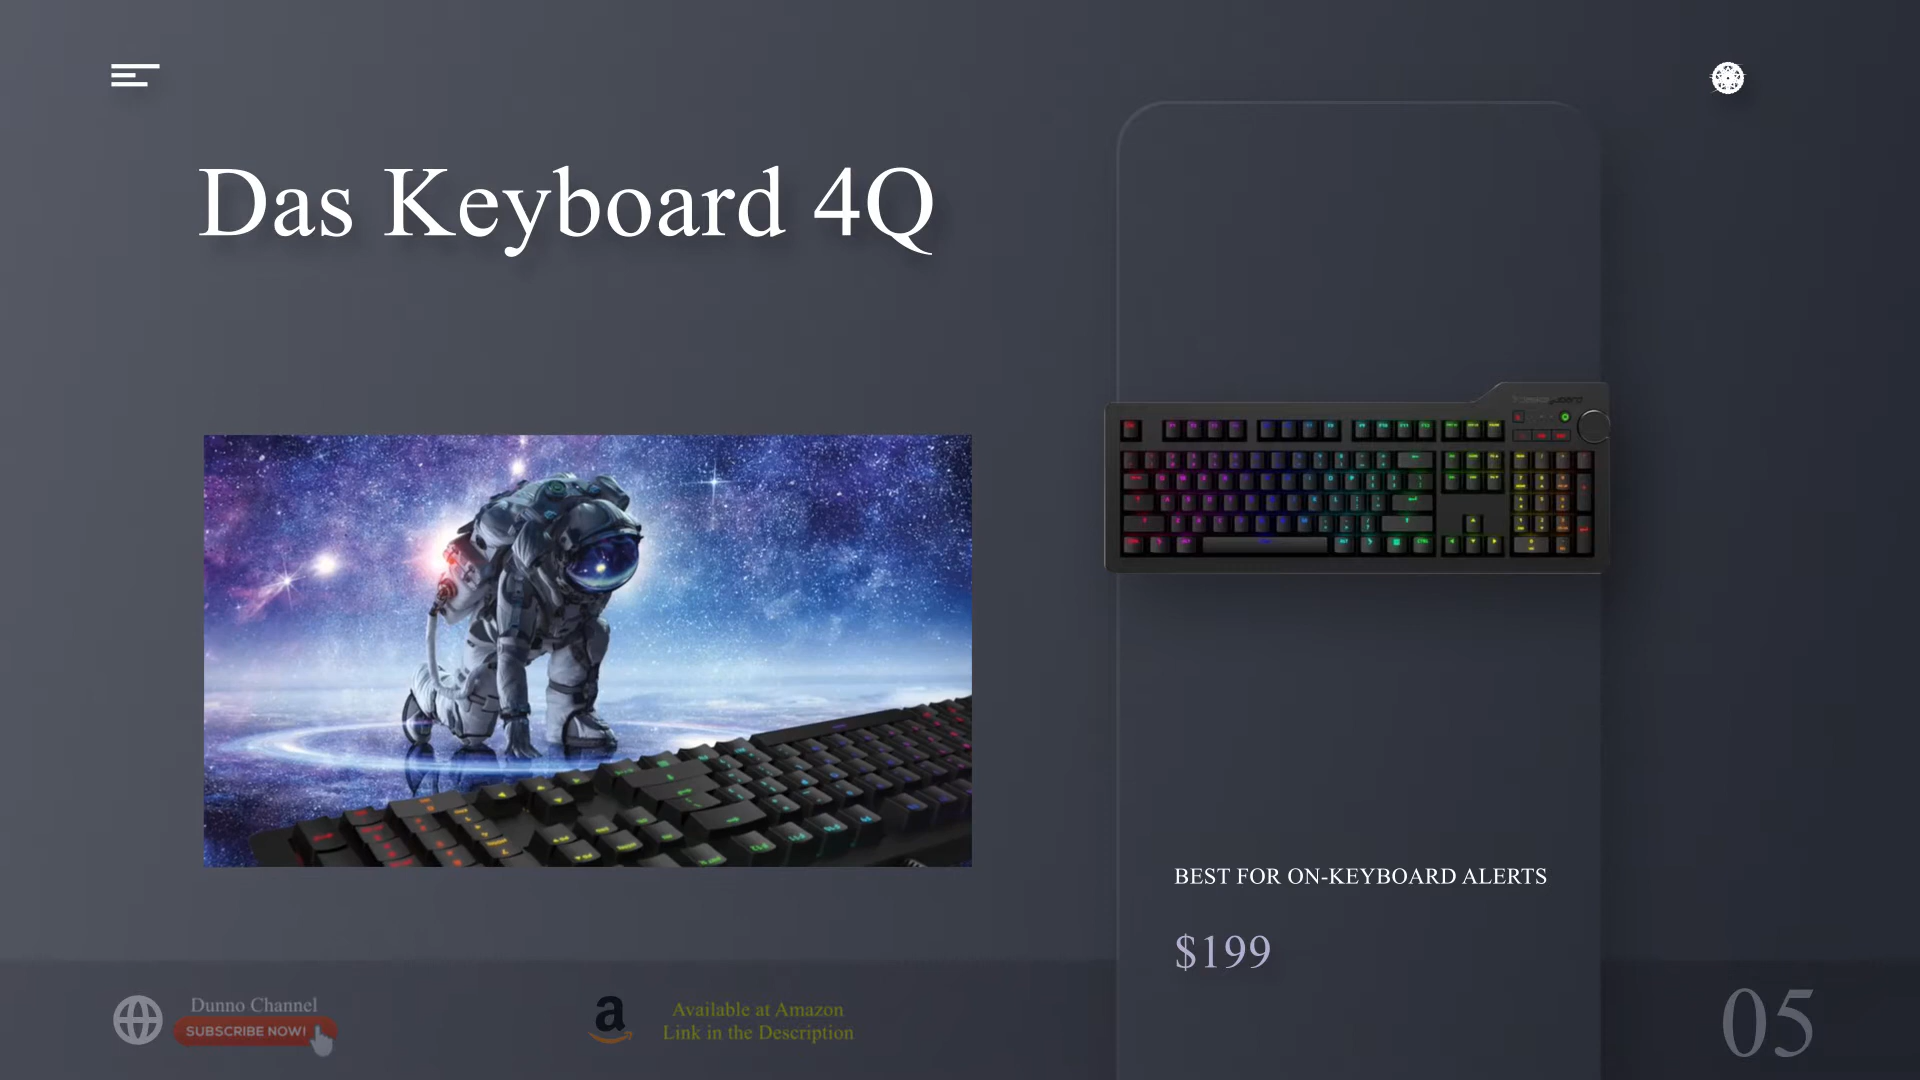 Das Keyboard 4Q
BEST FOR ON-KEYBOARD ALERTS
$199
Dunno Channel
SUBSCRIBE NOW!
a
Available at Amazon
Link in the Description
05